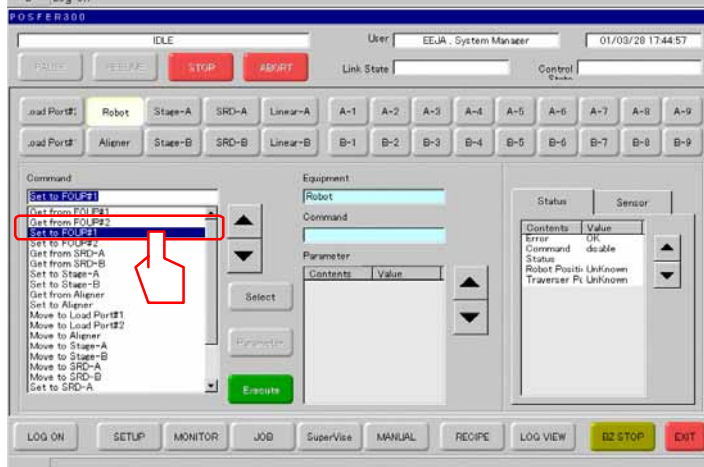 Log on
POSFER300
IDLE
User
EEJA . System Manager
01/03/28 17:44:57
PAUSE
RESUME
STOP
ABORT
Link State
Control State
Load Port#:
Robot
Stage-A
SRD-A
Linear-A
A-1
A-2
A-3
A-4
A-5
A-6
A-7
A-8
A-9
Load Port#
Aligner
Stage-B
SRD-B
Linear-B
B-1
B-2
B-3
B-4
B-5
B-6
B-7
B-8
B-9
Command
Set to FOUP#1
Get from FOUP#1
Get from FOUP#2
Set to FOUP#1
Set to FOUP#2
Get from SRD-A
Get from SRD-B
Set to Stage-A
Set to Stage-B
Get from Aligner
Set to Aligner
Move to Load Port#1
Move to Load Port#2
Move to Aligner
Move to Stage-A
Move to Stage-B
Move to SRD-A
Move to SRD-B
Set to SRD-A
Select
Parameter
Execute
Equipment
Robot
Command
Parameter
Contents Value
Status
Sensor
Contents Value
Error OK
Command disable
Status
Robot Positi UnKnown
Traverser Pc UnKnown
LOG ON
SETUP
MONITOR
JOB
SuperVise
MANUAL
RECIPE
LOG VIEW
BZ STOP
EXIT